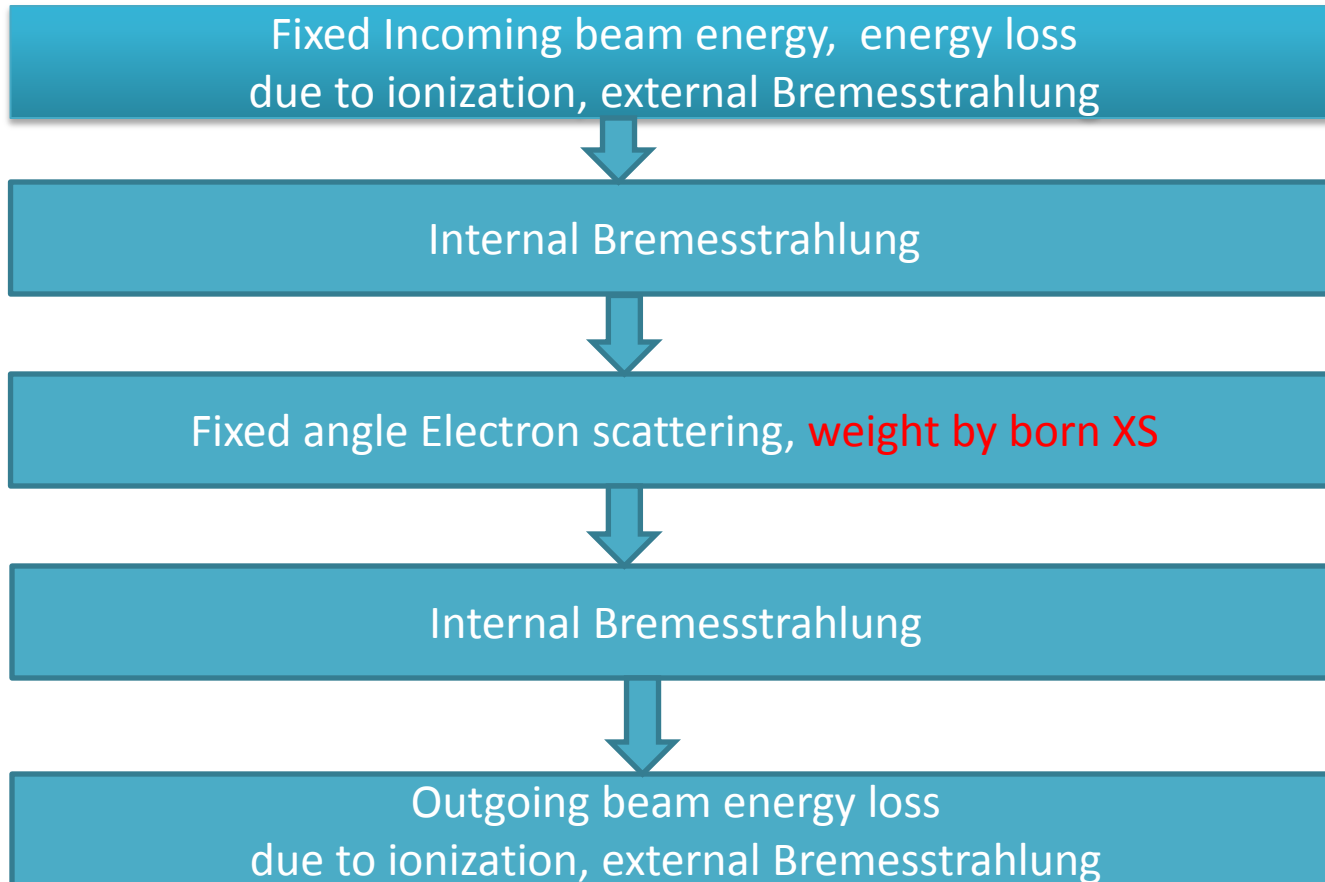 Fixed Incoming beam energy, energy loss
due to ionization, external Bremesstrahlung
Internal Bremesstrahlung
Fixed angle Electron scattering, weight by born XS
Internal Bremesstrahlung
Outgoing beam energy loss
due to ionization, external Bremesstrahlung